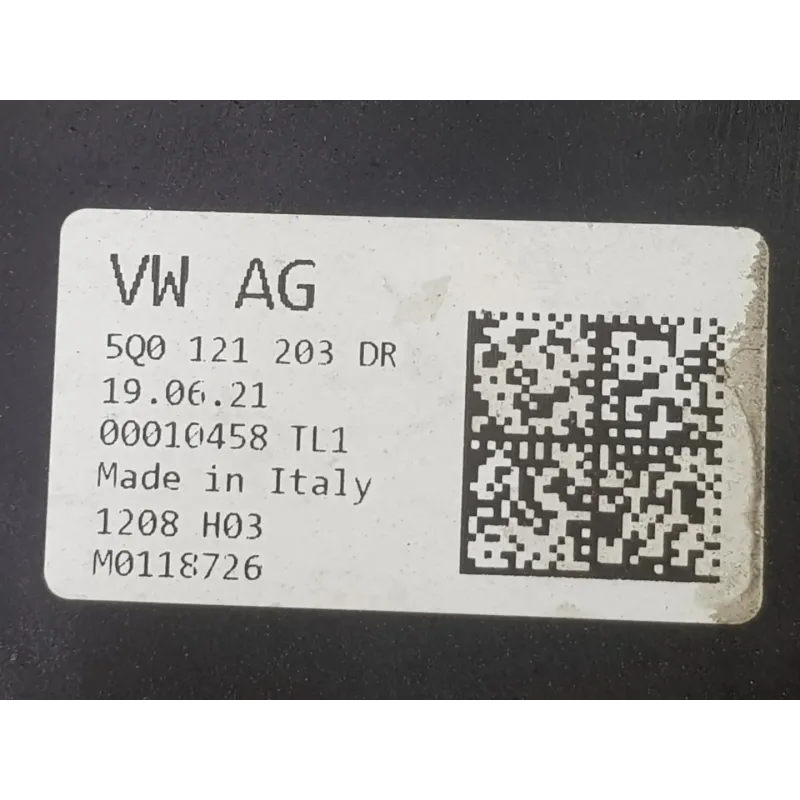 VW AG
5Q0 121 203 DR
19.06.21
00010458 TL1
Made in Italy
1208 H03
M0118726